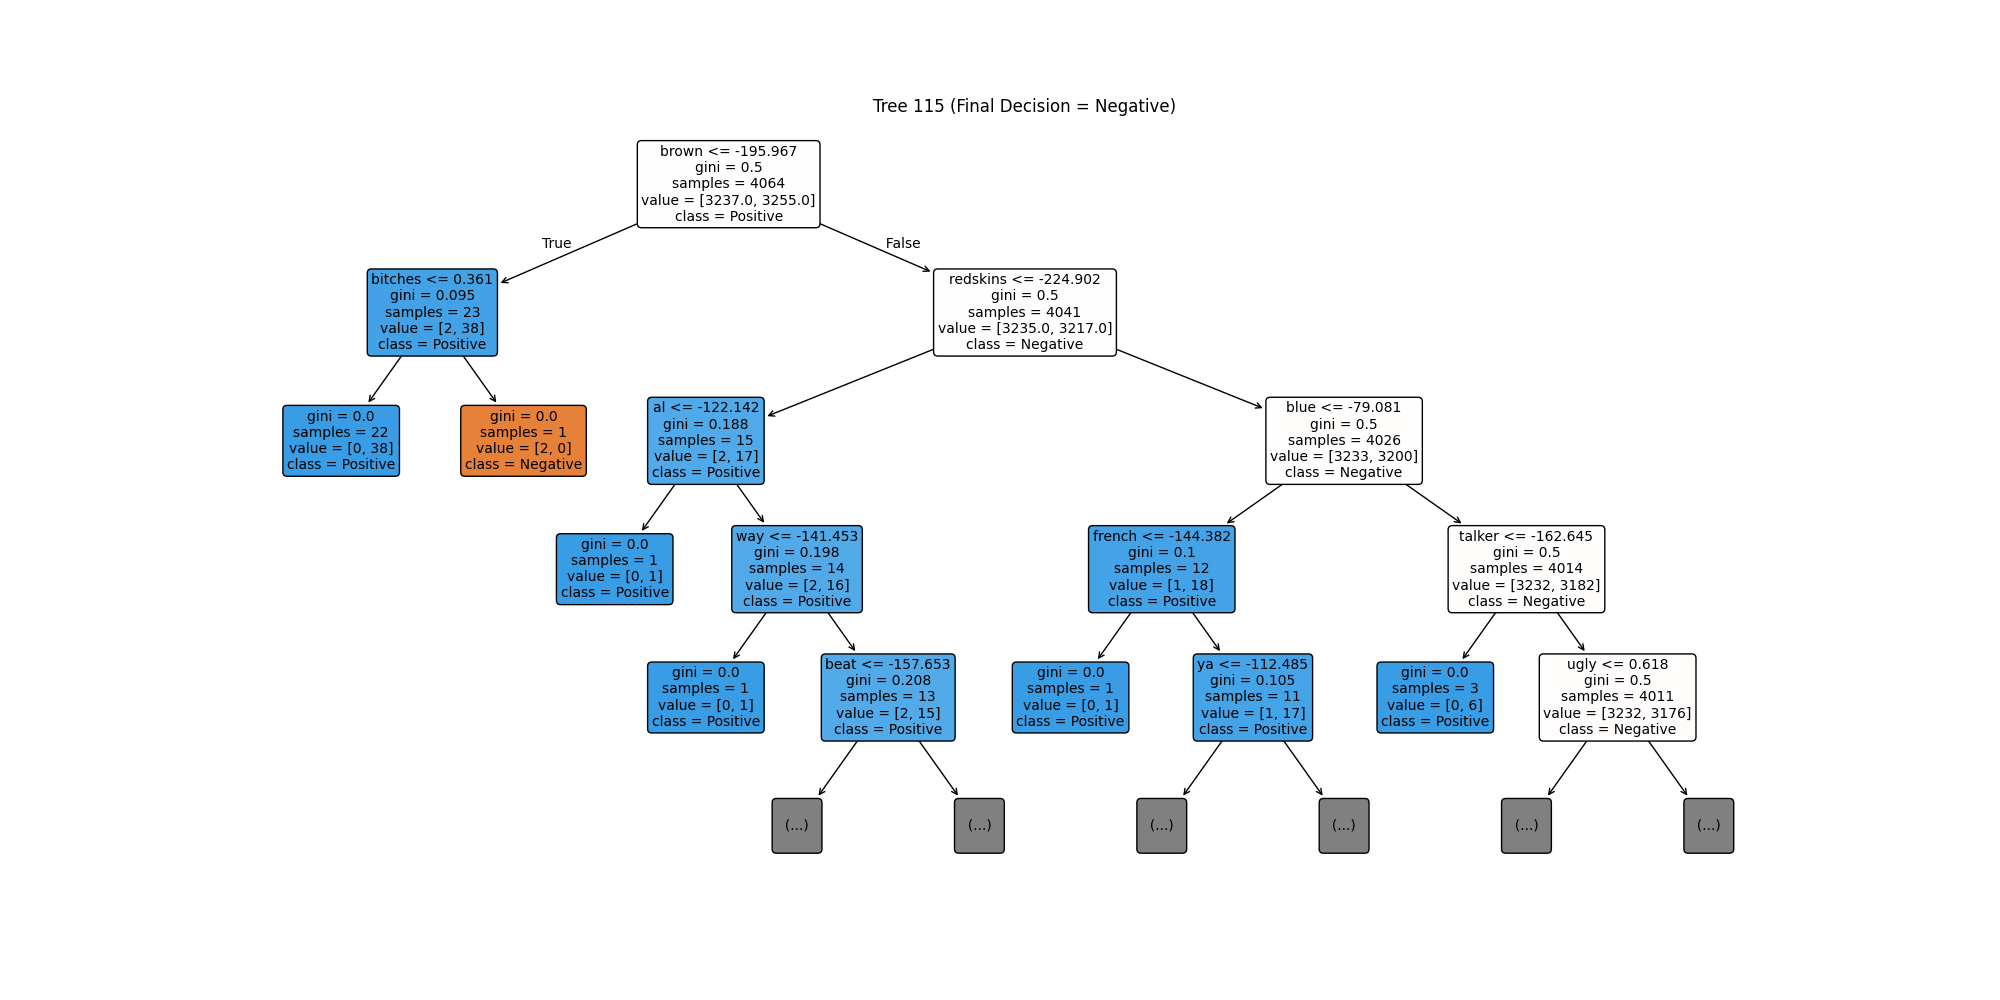 Tree 115 (Final Decision = Negative)
brown <= -195.967
gini = 0.5
samples = 4064
value = [3237.0, 3255.0]
class = Positive
True
False
bitches <= 0.361
gini = 0.095
samples = 23
value = [2, 38]
class = Positive
redskins <= -224.902
gini = 0.5
samples = 4041
value = [3235.0, 3217.0]
class = Negative
gini = 0.0
samples = 22
value = [0, 38]
class = Positive
gini = 0.0
samples = 1
value = [2, 0]
class = Negative
al <= -122.142
gini = 0.188
samples = 15
value = [2, 17]
class = Positive
blue <= -79.081
gini = 0.5
samples = 4026
value = [3233, 3200]
class = Negative
gini = 0.0
samples = 1
value = [0, 1]
class = Positive
way <= -141.453
gini = 0.198
samples = 14
value = [2, 16]
class = Positive
french <= -144.382
gini = 0.1
samples = 12
value = [1, 18]
class = Positive
talker <= -162.645
gini = 0.5
samples = 4014
value = [3232, 3182]
class = Negative
gini = 0.0
samples = 1
value = [0, 1]
class = Positive
beat <= -157.653
gini = 0.208
samples = 13
value = [2, 15]
class = Positive
gini = 0.0
samples = 1
value = [0, 1]
class = Positive
ya <= -112.485
gini = 0.105
samples = 11
value = [1, 17]
class = Positive
gini = 0.0
samples = 3
value = [0, 6]
class = Positive
ugly <= 0.618
gini = 0.5
samples = 4011
value = [3232, 3176]
class = Negative
(...)
(...)
(...)
(...)
(...)
(...)